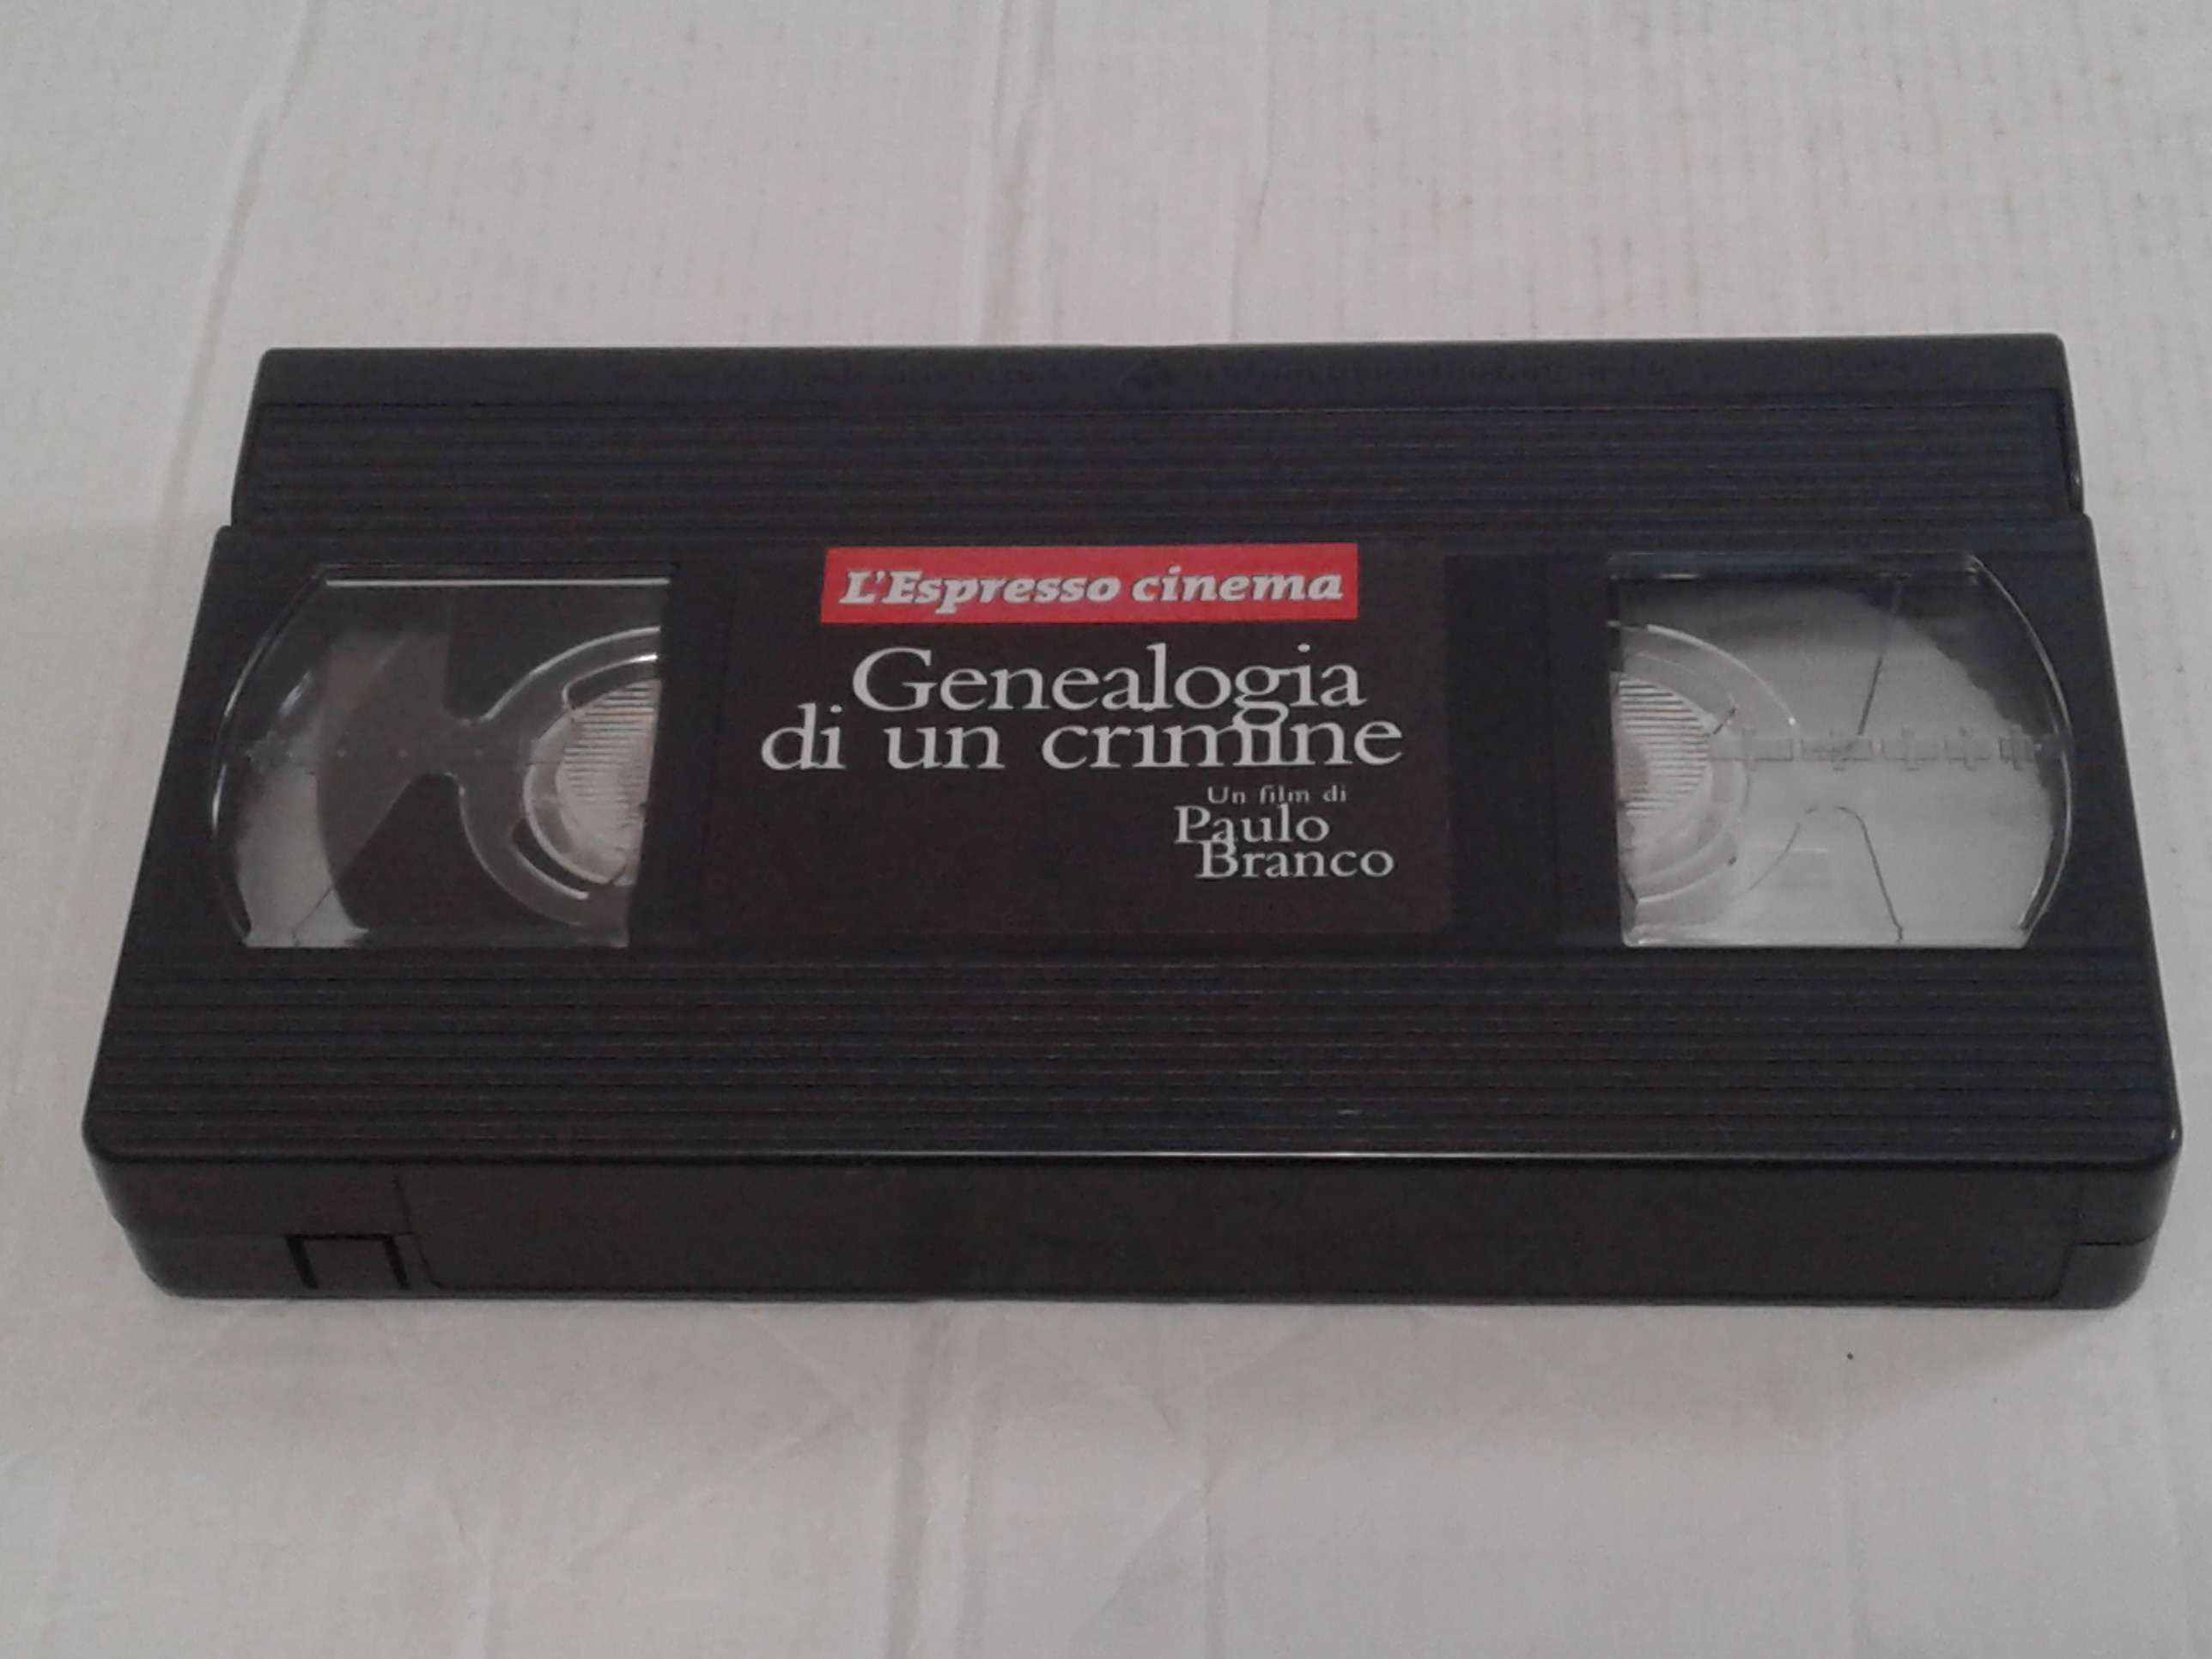 L'Espresso cinema
Genealogia
di un crimine
Un film di
Paulo
Branco